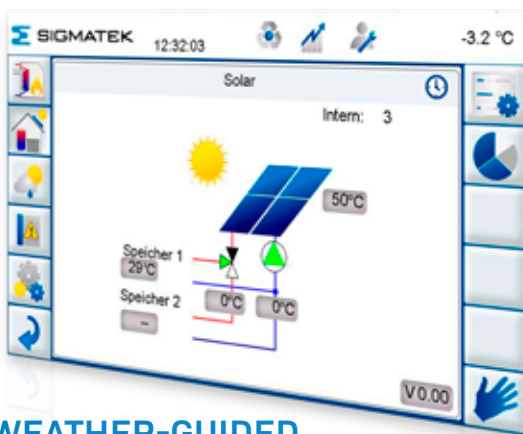 SIGMATEK 12:32:03 -3.2 °C
Solar
Intern: 3
50°C
Speicher 1
29°C
Speicher 2 0°C 0°C
--
V0.00
WEATHER-GUIDED